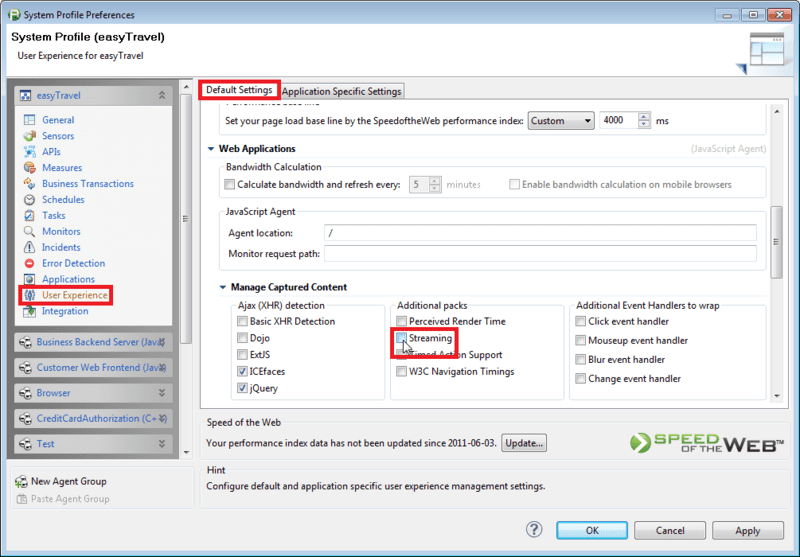 System Profile Preferences
System Profile (easyTravel)
User Experience for easyTravel
easyTravel
General
Sensors
APIs
Measures
Business Transactions
Schedules
Tasks
Monitors
Incidents
Error Detection
Applications
User Experience
Integration
Business Backend Server (Java)
Customer Web Frontend (Java)
Browser
CreditCardAuthorization (C++)
Test
New Agent Group
Paste Agent Group
Default Settings
Application Specific Settings
Performance base line
Set your page load base line by the SpeedoftheWeb performance index: Custom 4000 ms
Web Applications (JavaScript Agent)
Bandwidth Calculation
Calculate bandwidth and refresh every: 5 minutes Enable bandwidth calculation on mobile browsers
JavaScript Agent
Agent location: /
Monitor request path:
Manage Captured Content
Ajax (XHR) detection
Basic XHR Detection
Dojo
ExtJS
ICEfaces
jQuery
Additional packs
Perceived Render Time
Streaming
Timed Action Support
W3C Navigation Timings
Additional Event Handlers to wrap
Click event handler
Mouseup event handler
Blur event handler
Change event handler
Speed of the Web
Your performance index data has not been updated since 2011-06-03. Update...
SPEED
OF THE WEB™
Hint
Configure default and application specific user experience management settings.
? OK Cancel Apply